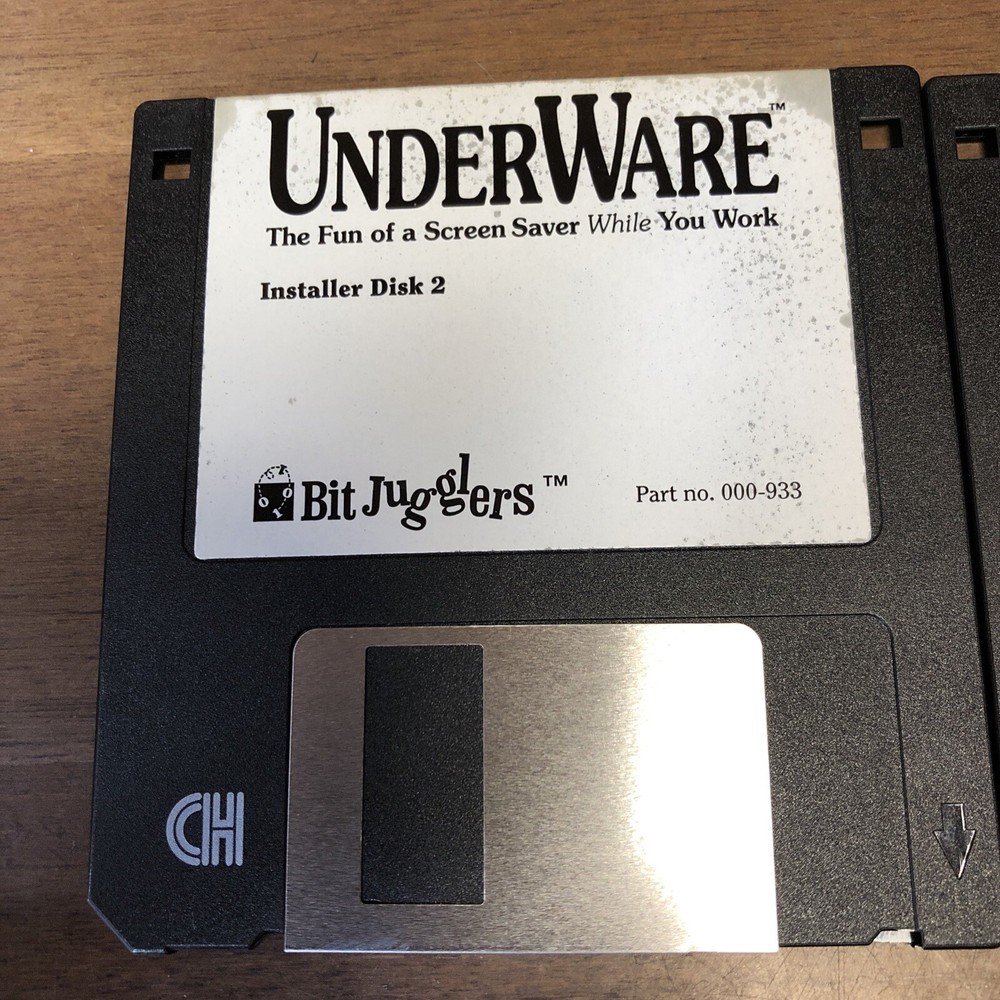 UNDERWARE™
The Fun of a Screen Saver While You Work
Installer Disk 2
Bit Jugglers™
Part no. 000-933
CH